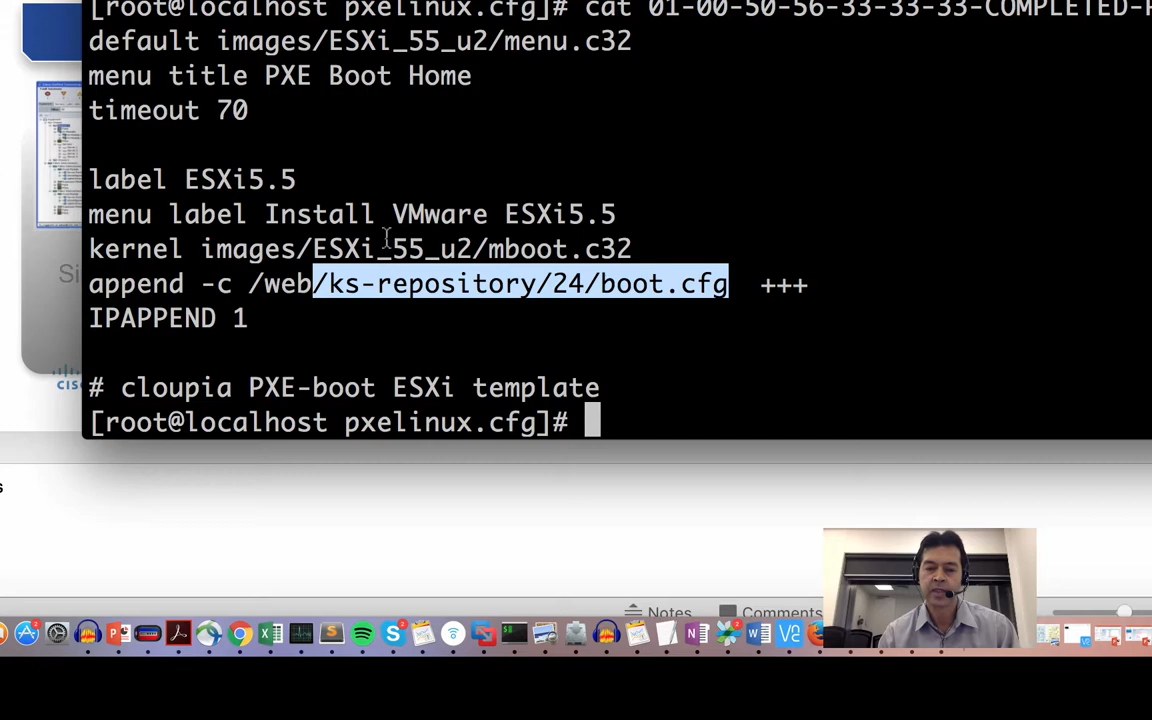 [root@localhost pxelinux.cfg]# cat 01-00-50-56-33-33-33-COMPLETED-
default images/ESXi_55_u2/menu.c32
menu title PXE Boot Home
timeout 70
label ESXi5.5
menu label Install VMware ESXi5.5
kernel images/ESXi_55_u2/mboot.c32
append -c /web/ks-repository/24/boot.cfg  +++
IPAPPEND 1
# cloupia PXE-boot ESXi template
[root@localhost pxelinux.cfg]#
Si
CISC
s
Notes
Comments